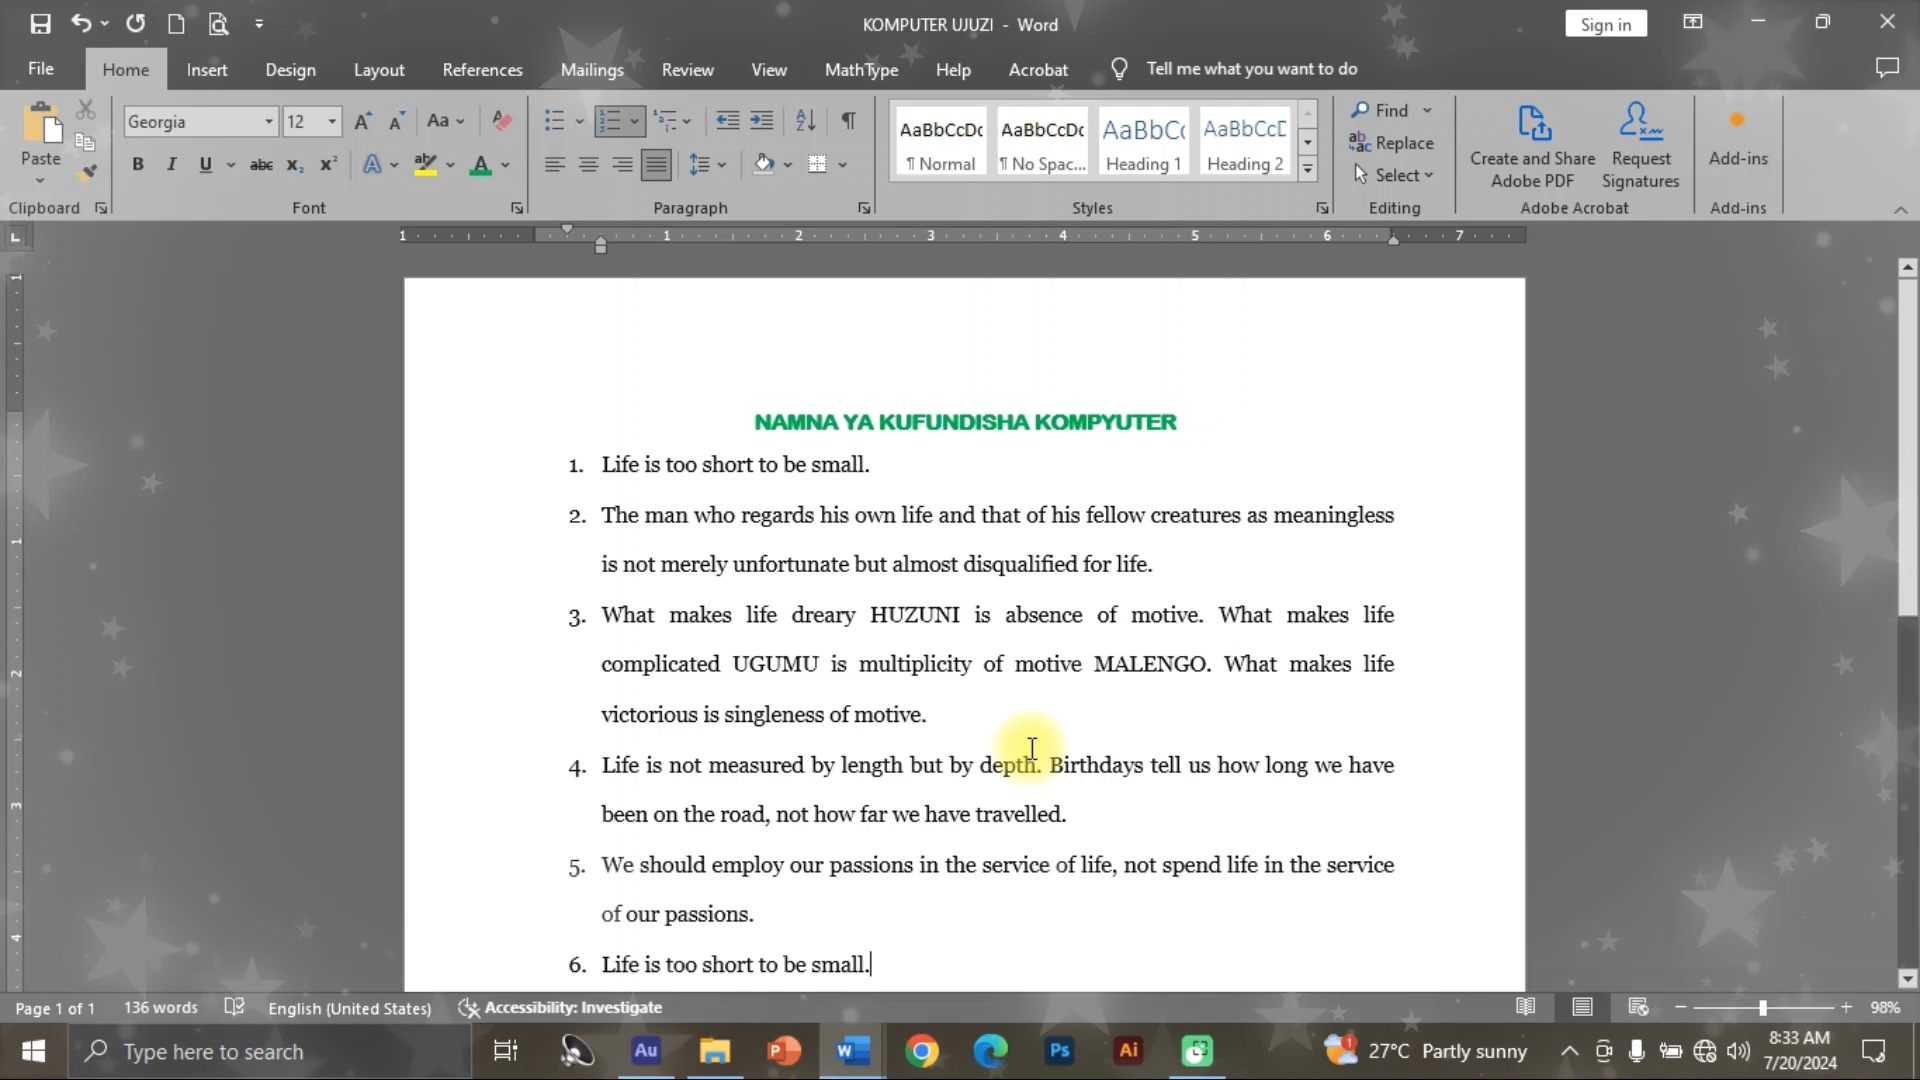 KOMPUTER UJUZI - Word
Sign in
File Home Insert Design Layout References Mailings Review View MathType Help Acrobat Tell me what you want to do
Paste
Clipboard
Georgia 12
Font
Paragraph
AaBbCcDc AaBbCcDc AaBbC( AaBbCcE
¶ Normal ¶ No Spac... Heading 1 Heading 2
Styles
Find
Replace
Select
Editing
Create and Share
Adobe PDF
Request
Signatures
Adobe Acrobat
Add-ins
Add-ins
1 1 2 3 4 5 6 7
NAMNA YA KUFUNDISHA KOMPYUTER
1. Life is too short to be small.
2. The man who regards his own life and that of his fellow creatures as meaningless
is not merely unfortunate but almost disqualified for life.
3. What makes life dreary HUZUNI is absence of motive. What makes life
complicated UGUMU is multiplicity of motive MALENGO. What makes life
victorious is singleness of motive.
4. Life is not measured by length but by depth. Birthdays tell us how long we have
been on the road, not how far we have travelled.
5. We should employ our passions in the service of life, not spend life in the service
of our passions.
6. Life is too short to be small.
Page 1 of 1 136 words English (United States) Accessibility: Investigate 98%
Type here to search
27°C Partly sunny
8:33 AM
7/20/2024